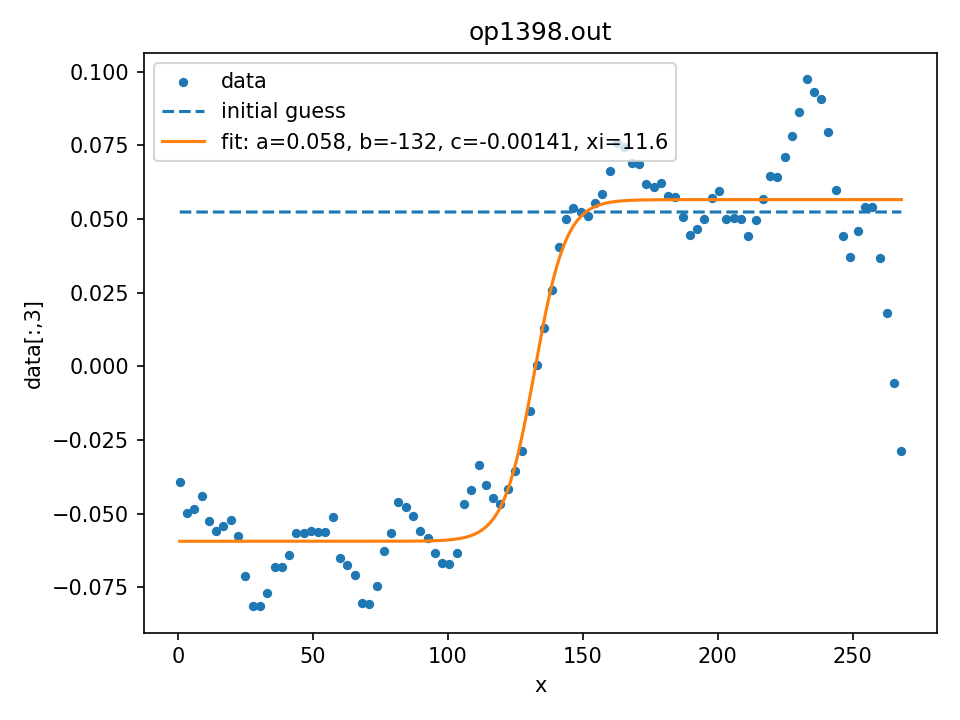 op1398.out
data
initial guess
fit: a=0.058, b=-132, c=-0.00141, xi=11.6
0.100
0.075
0.050
0.025
0.000
−0.025
−0.050
−0.075
data[:,3]
0 50 100 150 200 250
x